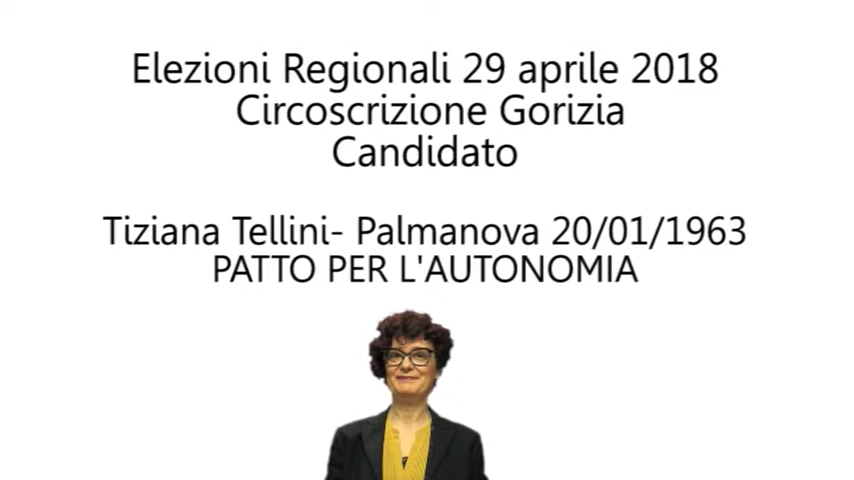 Elezioni Regionali 29 aprile 2018
Circoscrizione Gorizia
Candidato
Tiziana Tellini- Palmanova 20/01/1963
PATTO PER L'AUTONOMIA